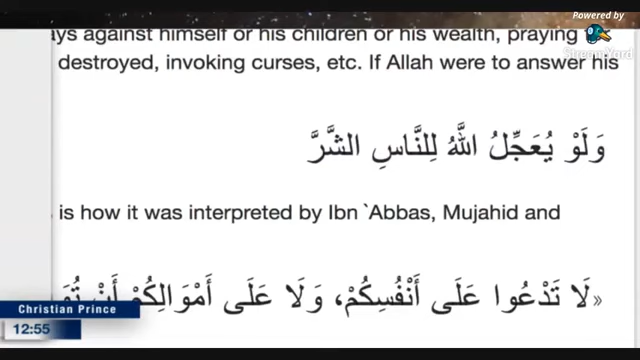 Powered by
StreamYard
ays against himself or his children or his wealth, praying
destroyed, invoking curses, etc. If Allah were to answer his
وَلَوْ يُعَجِّلُ اللَّهُ لِلنَّاسِ الشَّرَّ
is how it was interpreted by Ibn `Abbas, Mujahid and
«لَا تَدْعُوا عَلَى أَنْفُسِكُمْ، وَلَا عَلَى أَمْوَالِكُمْ أَنْ
Christian Prince
12:55